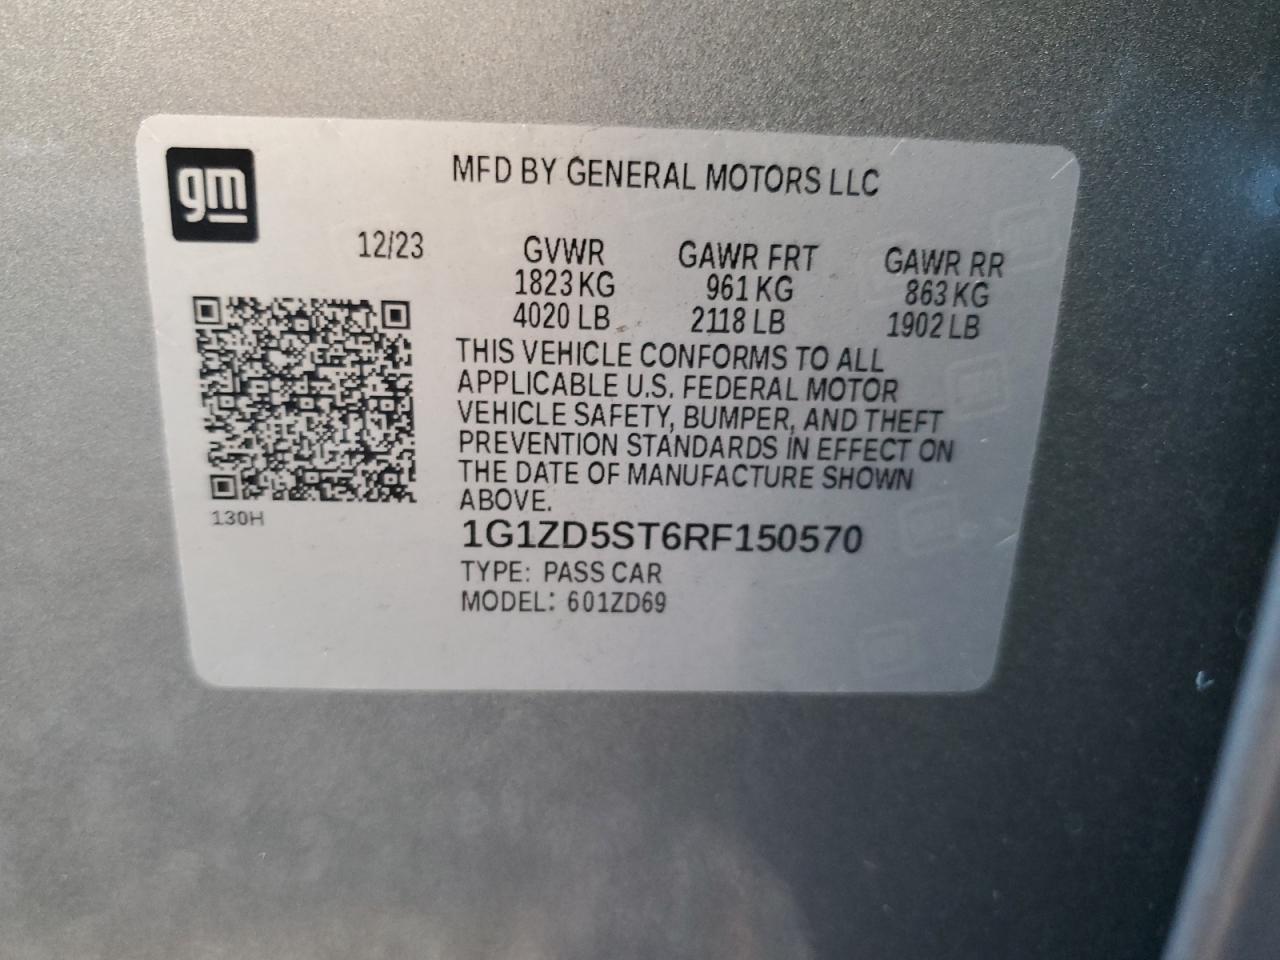 gm
MFD BY GENERAL MOTORS LLC
12/23
GVWR GAWR FRT GAWR RR
1823 KG 961 KG 863 KG
4020 LB 2118 LB 1902 LB
THIS VEHICLE CONFORMS TO ALL
APPLICABLE U.S. FEDERAL MOTOR
VEHICLE SAFETY, BUMPER, AND THEFT
PREVENTION STANDARDS IN EFFECT ON
THE DATE OF MANUFACTURE SHOWN
ABOVE.
130H
1G1ZD5ST6RF150570
TYPE: PASS CAR
MODEL: 601ZD69